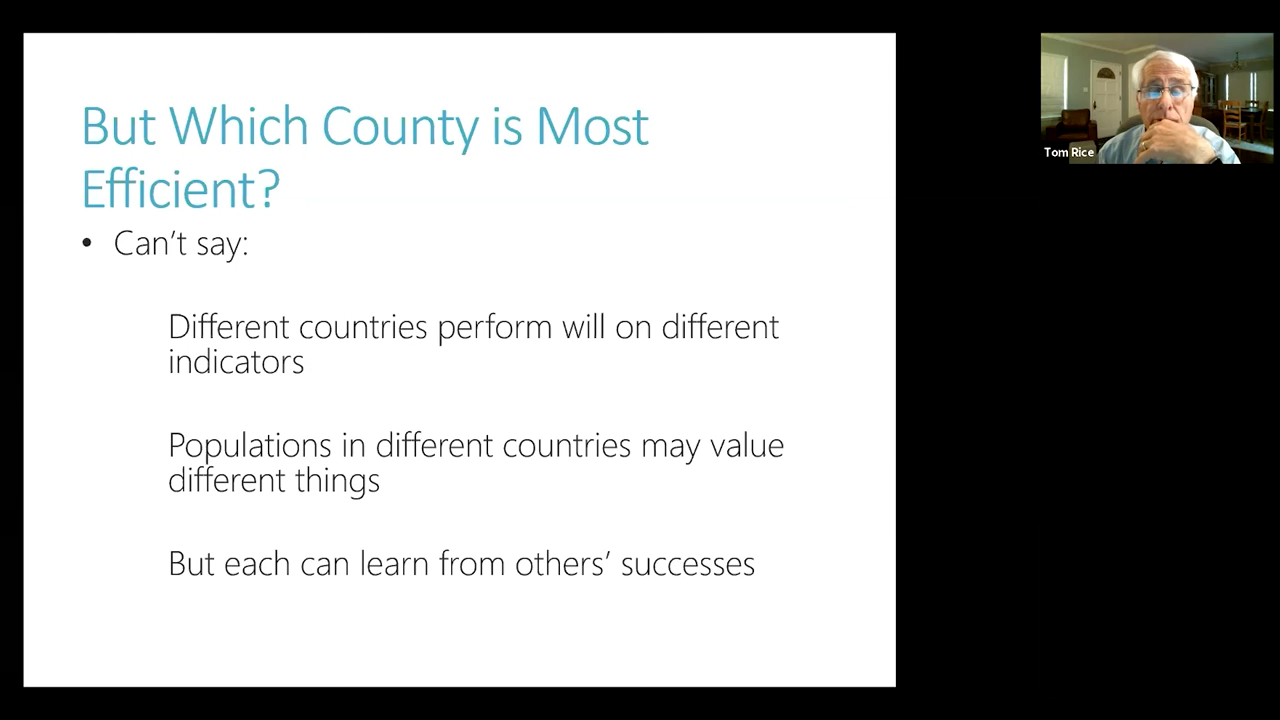 But Which County is Most
Efficient?
• Can’t say:
Different countries perform will on different
indicators
Populations in different countries may value
different things
But each can learn from others’ successes
Tom Rice